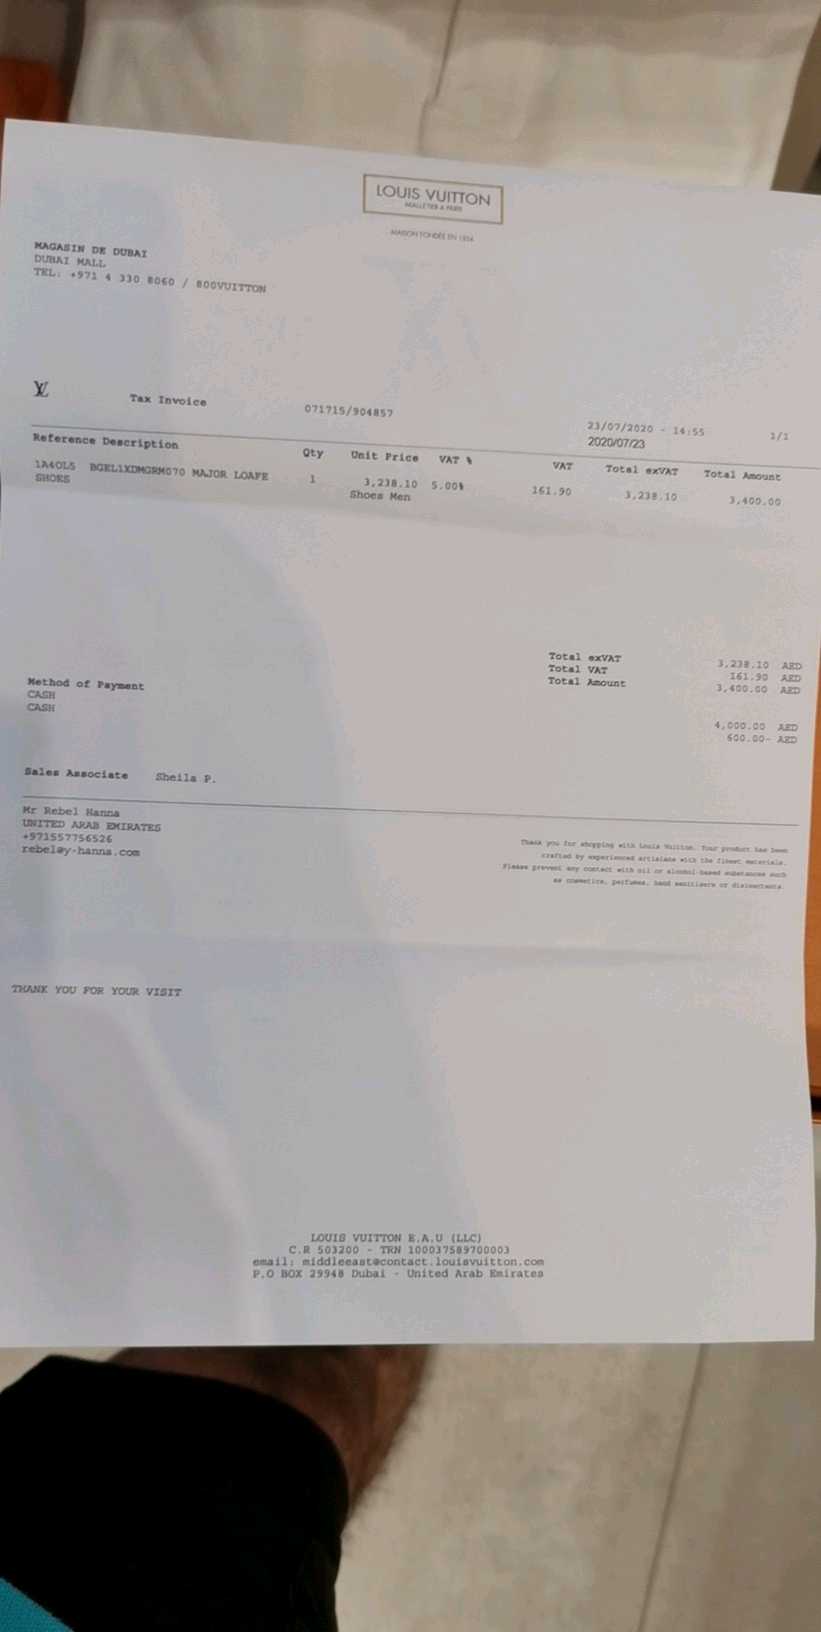 LOUIS VUITTON
MALLETIER A PARIS
MAISON FONDÉE EN 1854
MAGASIN DE DUBAI
DUBAI MALL
TEL: +971 4 330 8060 / 800VUITTON
LV Tax Invoice 071715/904857 23/07/2020 - 14:55 1/1
2020/07/23
Reference Description Qty Unit Price VAT % VAT Total exVAT Total Amount
1A4OL5 BGEL1XDMGRM070 MAJOR LOAFE 1 3,238.10 5.00% 161.90 3,238.10 3,400.00
SHOES Shoes Men
Total exVAT 3,238.10 AED
Total VAT 161.90 AED
Total Amount 3,400.00 AED
Method of Payment
CASH 4,000.00 AED
CASH 600.00- AED
Sales Associate Sheila P.
Mr Rebel Hanna
UNITED ARAB EMIRATES
+971557756526
rebel@y-hanna.com
Thank you for shopping with Louis Vuitton. Your product has been
crafted by experienced artisians with the finest materials.
Please prevent any contact with oil or alcohol-based substances such
as cosmetics, perfumes, hand sanitisers or disinectants.
THANK YOU FOR YOUR VISIT
LOUIS VUITTON E.A.U (LLC)
C.R 503200 - TRN 100037589700003
email: middleeast@contact.louisvuitton.com
P.O BOX 29948 Dubai - United Arab Emirates